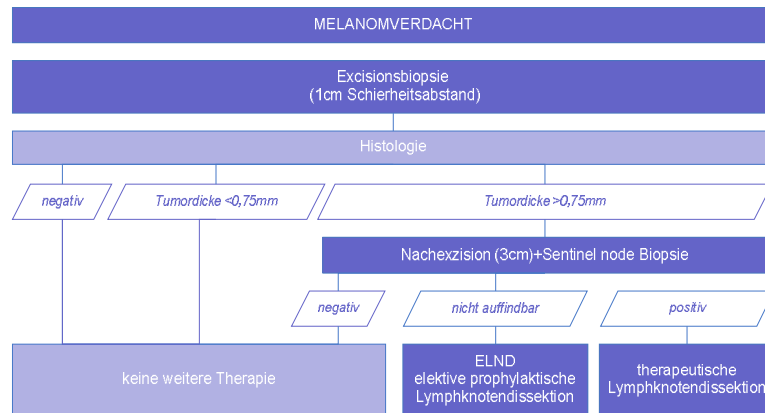 MELANOMVERDACHT
Excisionsbiopsie
(1cm Schierheitsabstand)
Histologie
negativ
Tumordicke <0,75mm
Tumordicke >0,75mm
Nachexzision (3cm)+Sentinel node Biopsie
negativ
nicht auffindbar
positiv
keine weitere Therapie
ELND
elektive prophylaktische
Lymphknotendissektion
therapeutische
Lymphknotendissektion